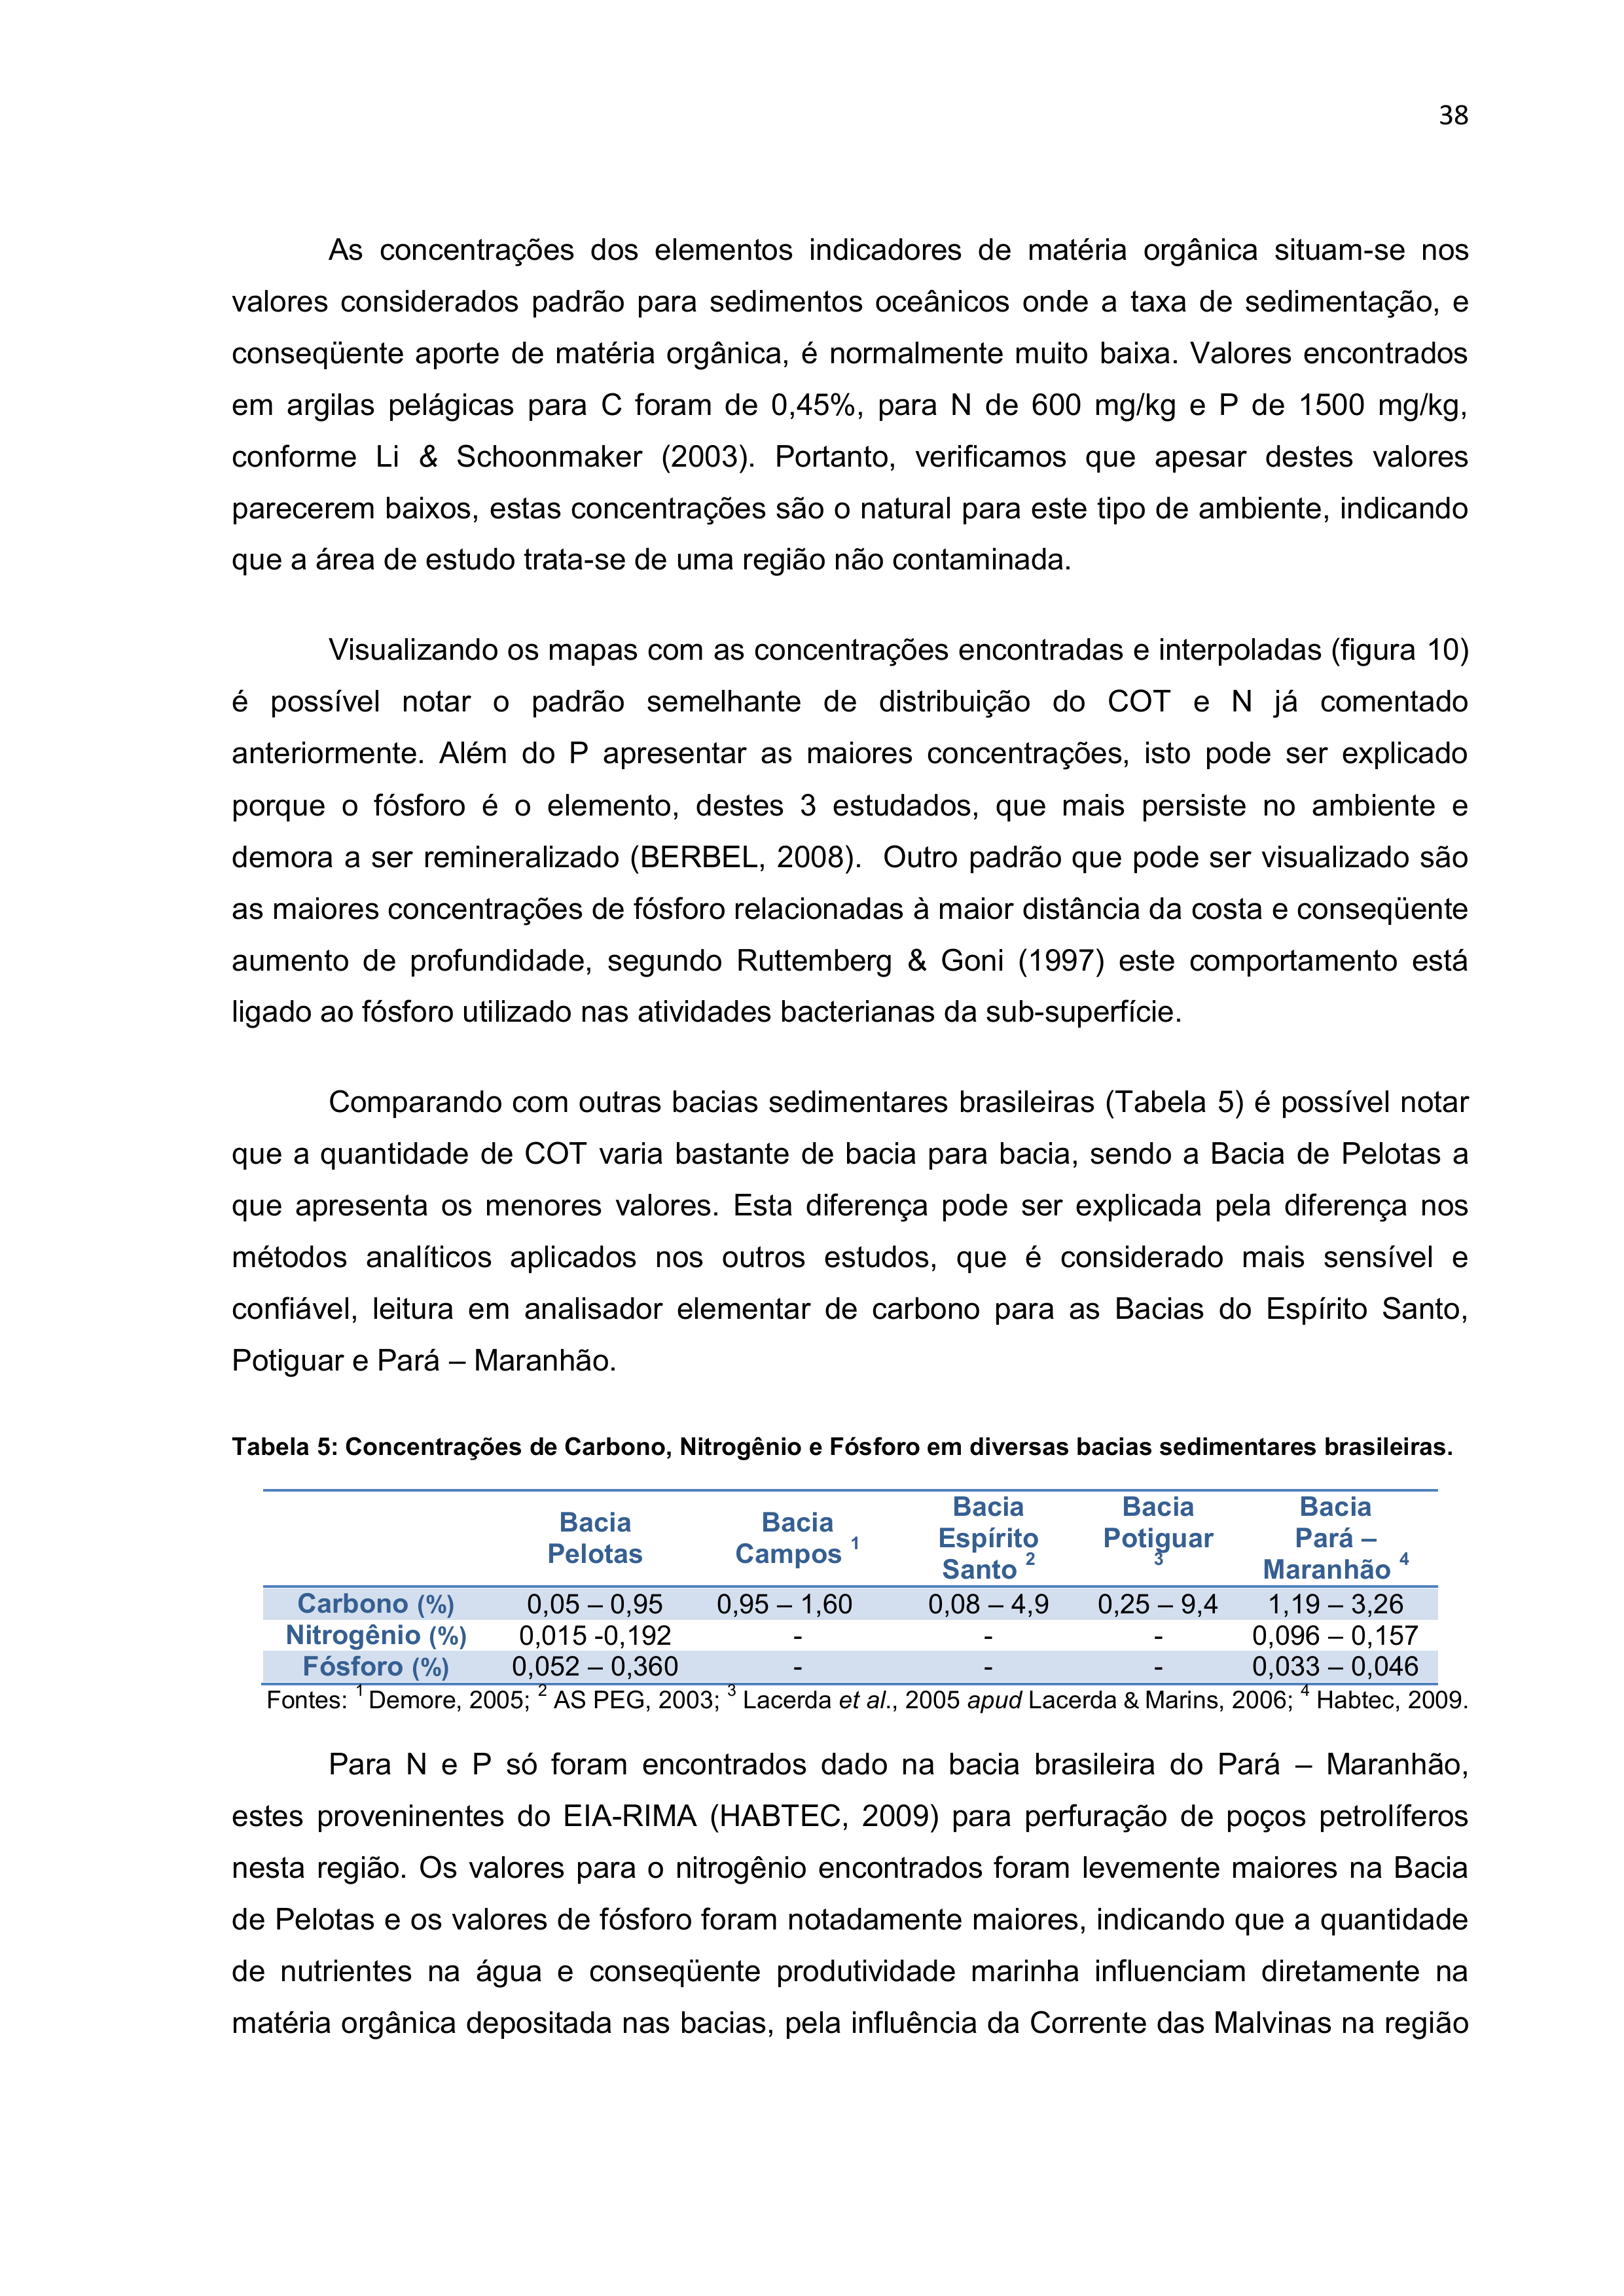 38
As concentrações dos elementos indicadores de matéria orgânica situam-se nos
valores considerados padrão para sedimentos oceânicos onde a taxa de sedimentação, e
conseqüente aporte de matéria orgânica, é normalmente muito baixa. Valores encontrados
em argilas pelágicas para C foram de 0,45%, para N de 600 mg/kg e P de 1500 mg/kg,
conforme Li & Schoonmaker (2003). Portanto, verificamos que apesar destes valores
parecerem baixos, estas concentrações são o natural para este tipo de ambiente, indicando
que a área de estudo trata-se de uma região não contaminada.
Visualizando os mapas com as concentrações encontradas e interpoladas (figura 10)
é possível notar o padrão semelhante de distribuição do COT e N já comentado
anteriormente. Além do P apresentar as maiores concentrações, isto pode ser explicado
porque o fósforo é o elemento, destes 3 estudados, que mais persiste no ambiente e
demora a ser remineralizado (BERBEL, 2008). Outro padrão que pode ser visualizado são
as maiores concentrações de fósforo relacionadas à maior distância da costa e conseqüente
aumento de profundidade, segundo Ruttemberg & Goni (1997) este comportamento está
ligado ao fósforo utilizado nas atividades bacterianas da sub-superfície.
Comparando com outras bacias sedimentares brasileiras (Tabela 5) é possível notar
que a quantidade de COT varia bastante de bacia para bacia, sendo a Bacia de Pelotas a
que apresenta os menores valores. Esta diferença pode ser explicada pela diferença nos
métodos analíticos aplicados nos outros estudos, que é considerado mais sensível e
confiável, leitura em analisador elementar de carbono para as Bacias do Espírito Santo,
Potiguar e Pará – Maranhão.
Tabela 5: Concentrações de Carbono, Nitrogênio e Fósforo em diversas bacias sedimentares brasileiras.
Bacia Pelotas Bacia Campos ¹ Bacia Espírito Santo ² Bacia Potiguar ³ Bacia Pará – Maranhão ⁴
Carbono (%) 0,05 – 0,95 0,95 – 1,60 0,08 – 4,9 0,25 – 9,4 1,19 – 3,26
Nitrogênio (%) 0,015 -0,192 - - - 0,096 – 0,157
Fósforo (%) 0,052 – 0,360 - - - 0,033 – 0,046
Fontes: ¹ Demore, 2005; ² AS PEG, 2003; ³ Lacerda et al., 2005 apud Lacerda & Marins, 2006; ⁴ Habtec, 2009.
Para N e P só foram encontrados dado na bacia brasileira do Pará – Maranhão,
estes proveninentes do EIA-RIMA (HABTEC, 2009) para perfuração de poços petrolíferos
nesta região. Os valores para o nitrogênio encontrados foram levemente maiores na Bacia
de Pelotas e os valores de fósforo foram notadamente maiores, indicando que a quantidade
de nutrientes na água e conseqüente produtividade marinha influenciam diretamente na
matéria orgânica depositada nas bacias, pela influência da Corrente das Malvinas na região